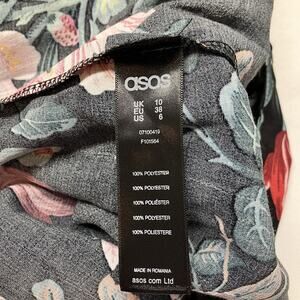 asos
UK 10
EU 38
US 6
07100419
F101564
100% POLYESTER
100% POLYESTER
100% POLIÉSTER
100% POLYESTER
100% POLIESTERE
MADE IN ROMANIA
asos com Ltd